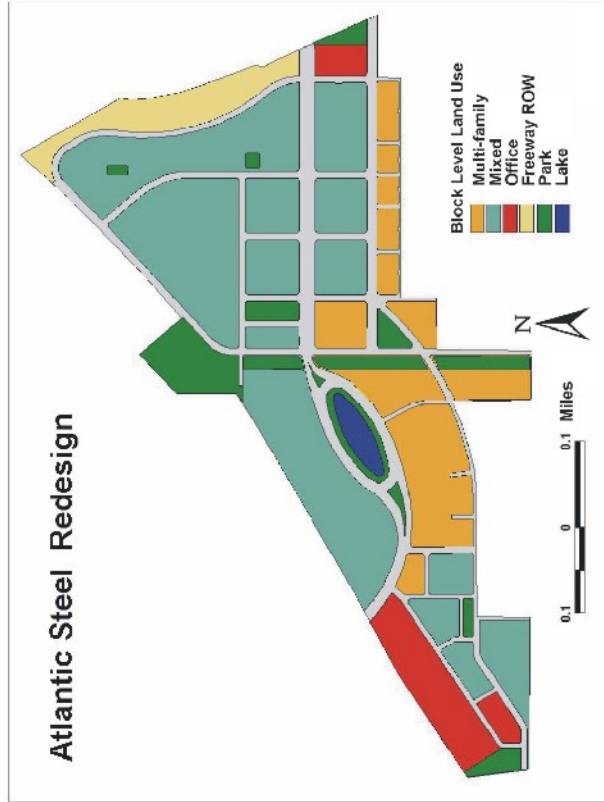 Atlantic Steel Redesign
Block Level Land Use
Multi-family
Mixed
Office
Freeway ROW
Park
Lake
N
0.1 0 0.1 Miles